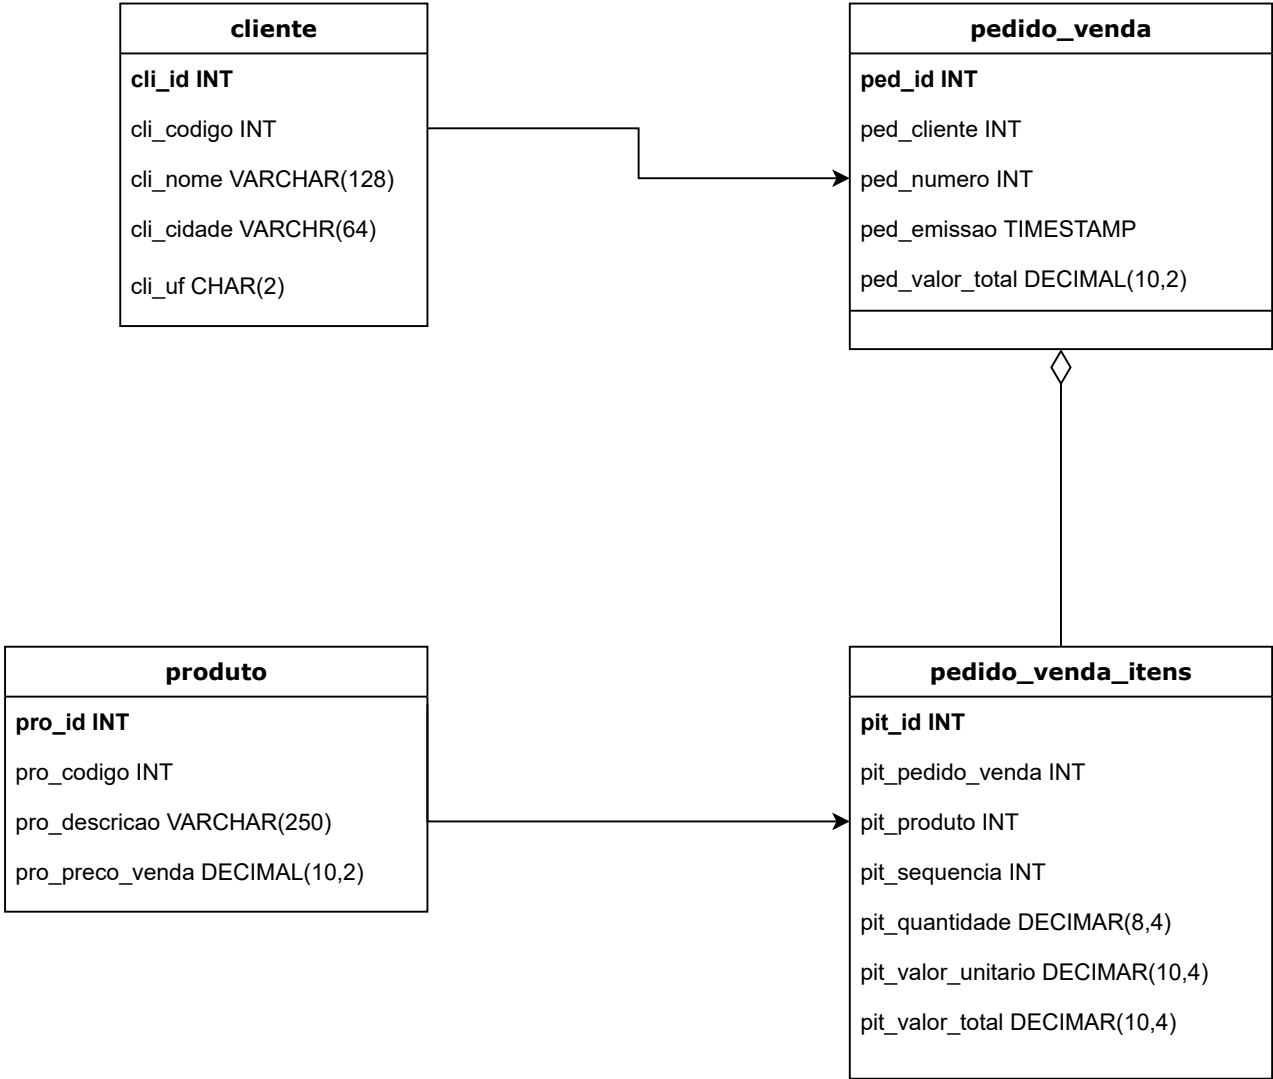 cliente
cli_id INT
cli_codigo INT
cli_nome VARCHAR(128)
cli_cidade VARCHR(64)
cli_uf CHAR(2)
pedido_venda
ped_id INT
ped_cliente INT
ped_numero INT
ped_emissao TIMESTAMP
ped_valor_total DECIMAL(10,2)
produto
pro_id INT
pro_codigo INT
pro_descricao VARCHAR(250)
pro_preco_venda DECIMAL(10,2)
pedido_venda_itens
pit_id INT
pit_pedido_venda INT
pit_produto INT
pit_sequencia INT
pit_quantidade DECIMAR(8,4)
pit_valor_unitario DECIMAR(10,4)
pit_valor_total DECIMAR(10,4)